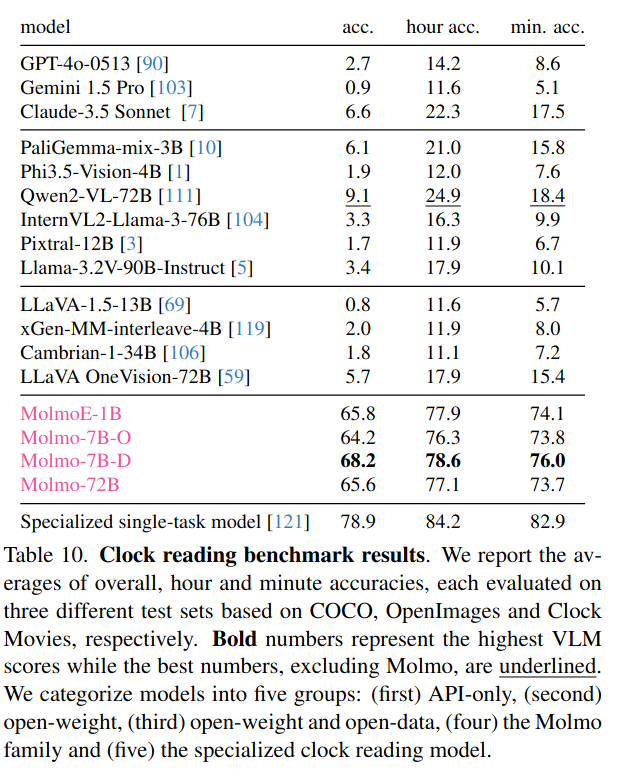 model acc. hour acc. min. acc.
GPT-4o-0513 [90] 2.7 14.2 8.6
Gemini 1.5 Pro [103] 0.9 11.6 5.1
Claude-3.5 Sonnet [7] 6.6 22.3 17.5
PaliGemma-mix-3B [10] 6.1 21.0 15.8
Phi3.5-Vision-4B [1] 1.9 12.0 7.6
Qwen2-VL-72B [111] 9.1 24.9 18.4
InternVL2-Llama-3-76B [104] 3.3 16.3 9.9
Pixtral-12B [3] 1.7 11.9 6.7
Llama-3.2V-90B-Instruct [5] 3.4 17.9 10.1
LLaVA-1.5-13B [69] 0.8 11.6 5.7
xGen-MM-interleave-4B [119] 2.0 11.9 8.0
Cambrian-1-34B [106] 1.8 11.1 7.2
LLaVA OneVision-72B [59] 5.7 17.9 15.4
MolmoE-1B 65.8 77.9 74.1
Molmo-7B-O 64.2 76.3 73.8
Molmo-7B-D 68.2 78.6 76.0
Molmo-72B 65.6 77.1 73.7
Specialized single-task model [121] 78.9 84.2 82.9
Table 10. Clock reading benchmark results. We report the av-
erages of overall, hour and minute accuracies, each evaluated on
three different test sets based on COCO, OpenImages and Clock
Movies, respectively. Bold numbers represent the highest VLM
scores while the best numbers, excluding Molmo, are underlined.
We categorize models into five groups: (first) API-only, (second)
open-weight, (third) open-weight and open-data, (four) the Molmo
family and (five) the specialized clock reading model.